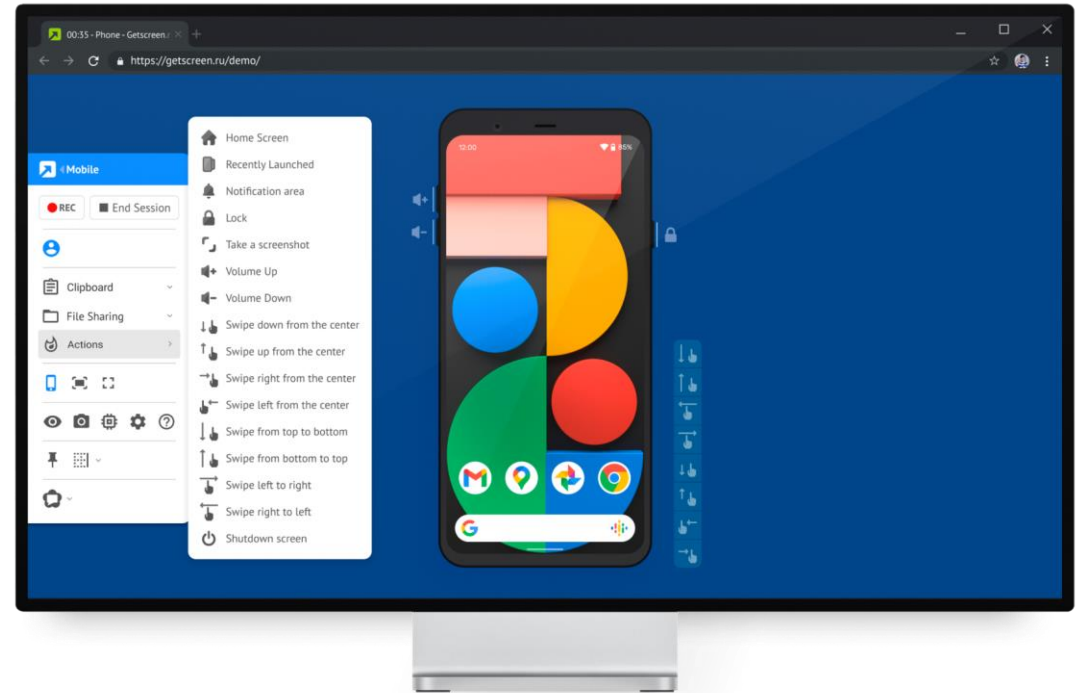 00:35 - Phone - Getscreen.r
https://getscreen.ru/demo/
Mobile
REC
End Session
Clipboard
File Sharing
Actions
Home Screen
Recently Launched
Notification area
Lock
Take a screenshot
Volume Up
Volume Down
Swipe down from the center
Swipe up from the center
Swipe right from the center
Swipe left from the center
Swipe from top to bottom
Swipe from bottom to top
Swipe left to right
Swipe right to left
Shutdown screen
12:00
85%